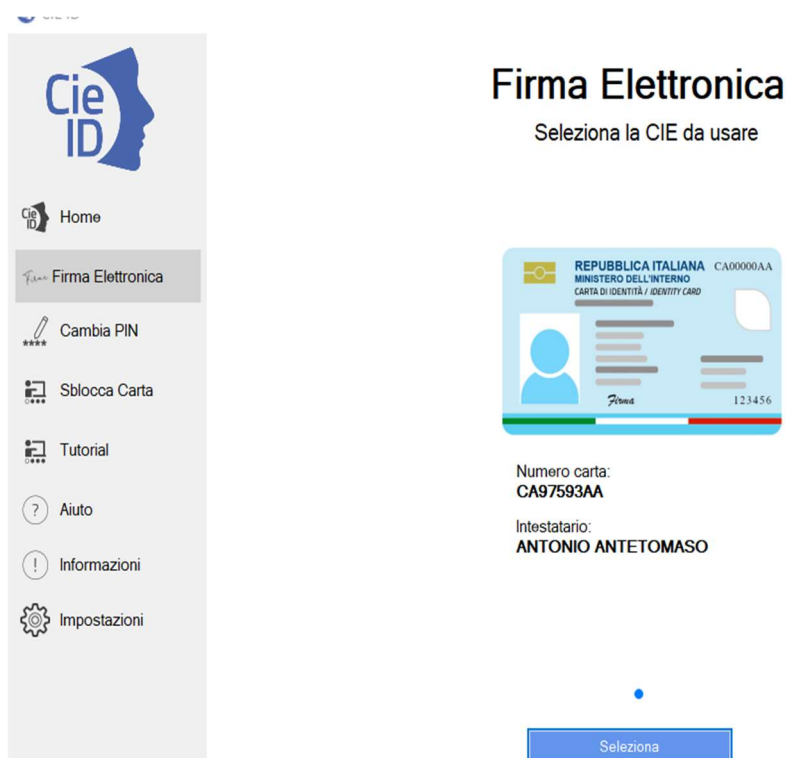 Cie
ID
Home
Firma Elettronica
Cambia PIN
Sblocca Carta
Tutorial
Aiuto
Informazioni
Impostazioni
Firma Elettronica
Seleziona la CIE da usare
REPUBBLICA ITALIANA CA00000AA
MINISTERO DELL'INTERNO
CARTA DI IDENTITÀ / IDENTITY CARD
Firma 123456
Numero carta:
CA97593AA
Intestatario:
ANTONIO ANTETOMASO
Seleziona